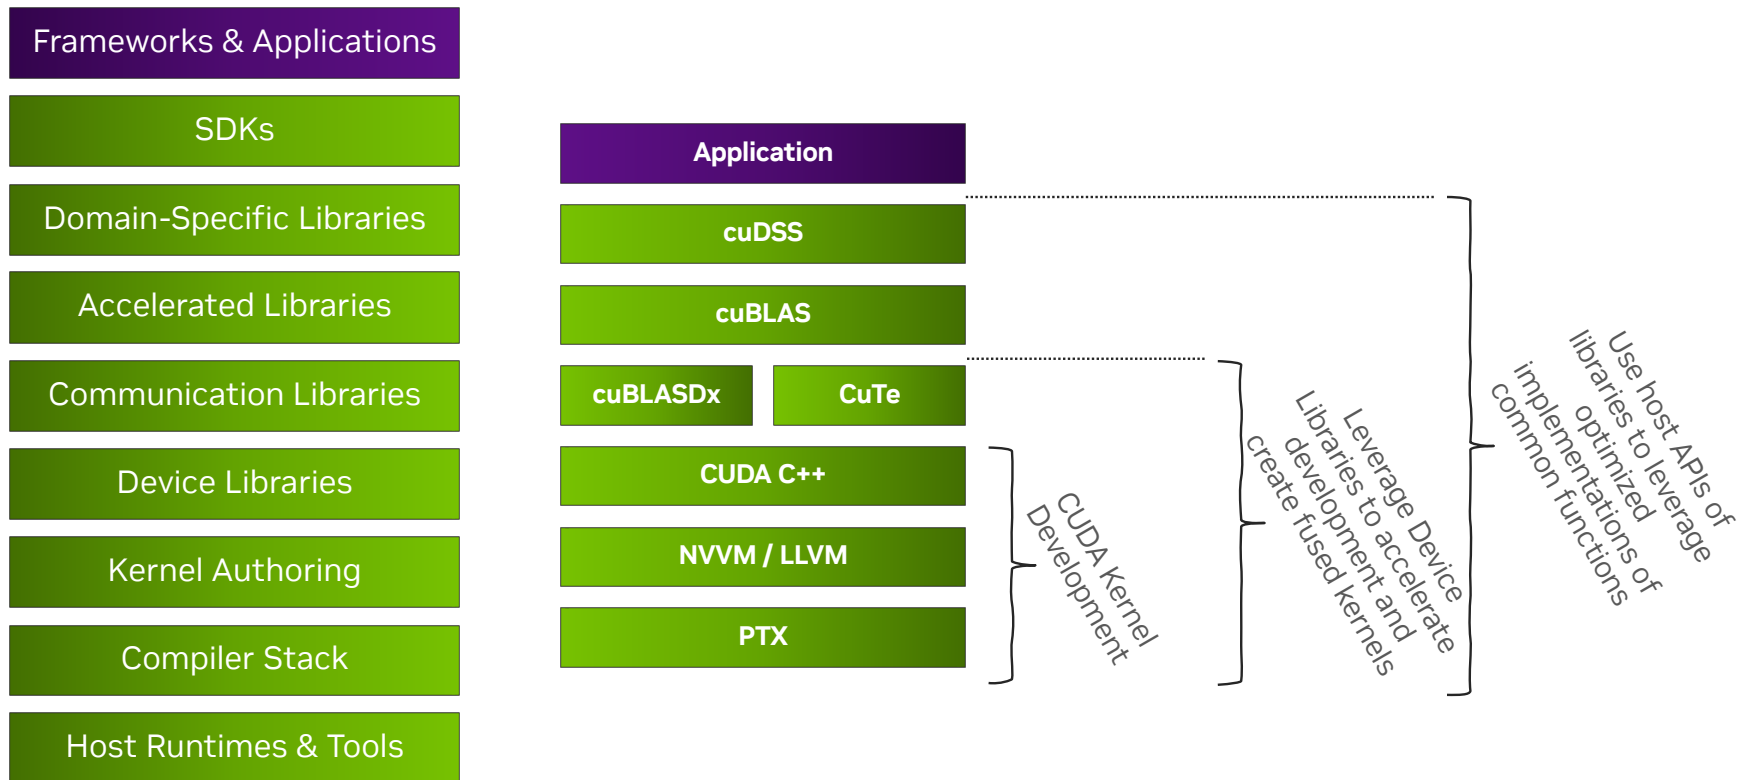 Frameworks & Applications
SDKs
Domain-Specific Libraries
Accelerated Libraries
Communication Libraries
Device Libraries
Kernel Authoring
Compiler Stack
Host Runtimes & Tools
Application
cuDSS
cuBLAS
cuBLASDx
CuTe
CUDA C++
NVVM / LLVM
PTX
CUDA Kernel
Development
Leverage Device
Libraries to accelerate
development and
create fused kernels
Use host APIs of
libraries to leverage
optimized
implementations of
common functions